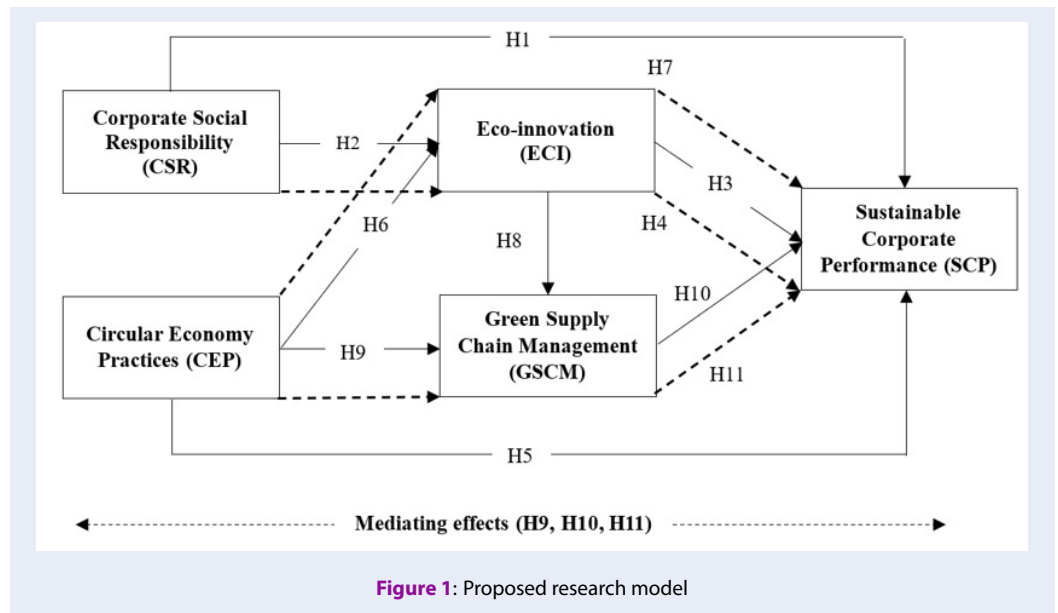 H1
H7
Corporate Social
Responsibility
(CSR)
H2
Eco-innovation
(ECI)
H3
H6
H8
H4
Sustainable
Corporate
Performance (SCP)
Circular Economy
Practices (CEP)
H9
Green Supply
Chain Management
(GSCM)
H10
H11
H5
Mediating effects (H9, H10, H11)
Figure 1: Proposed research model